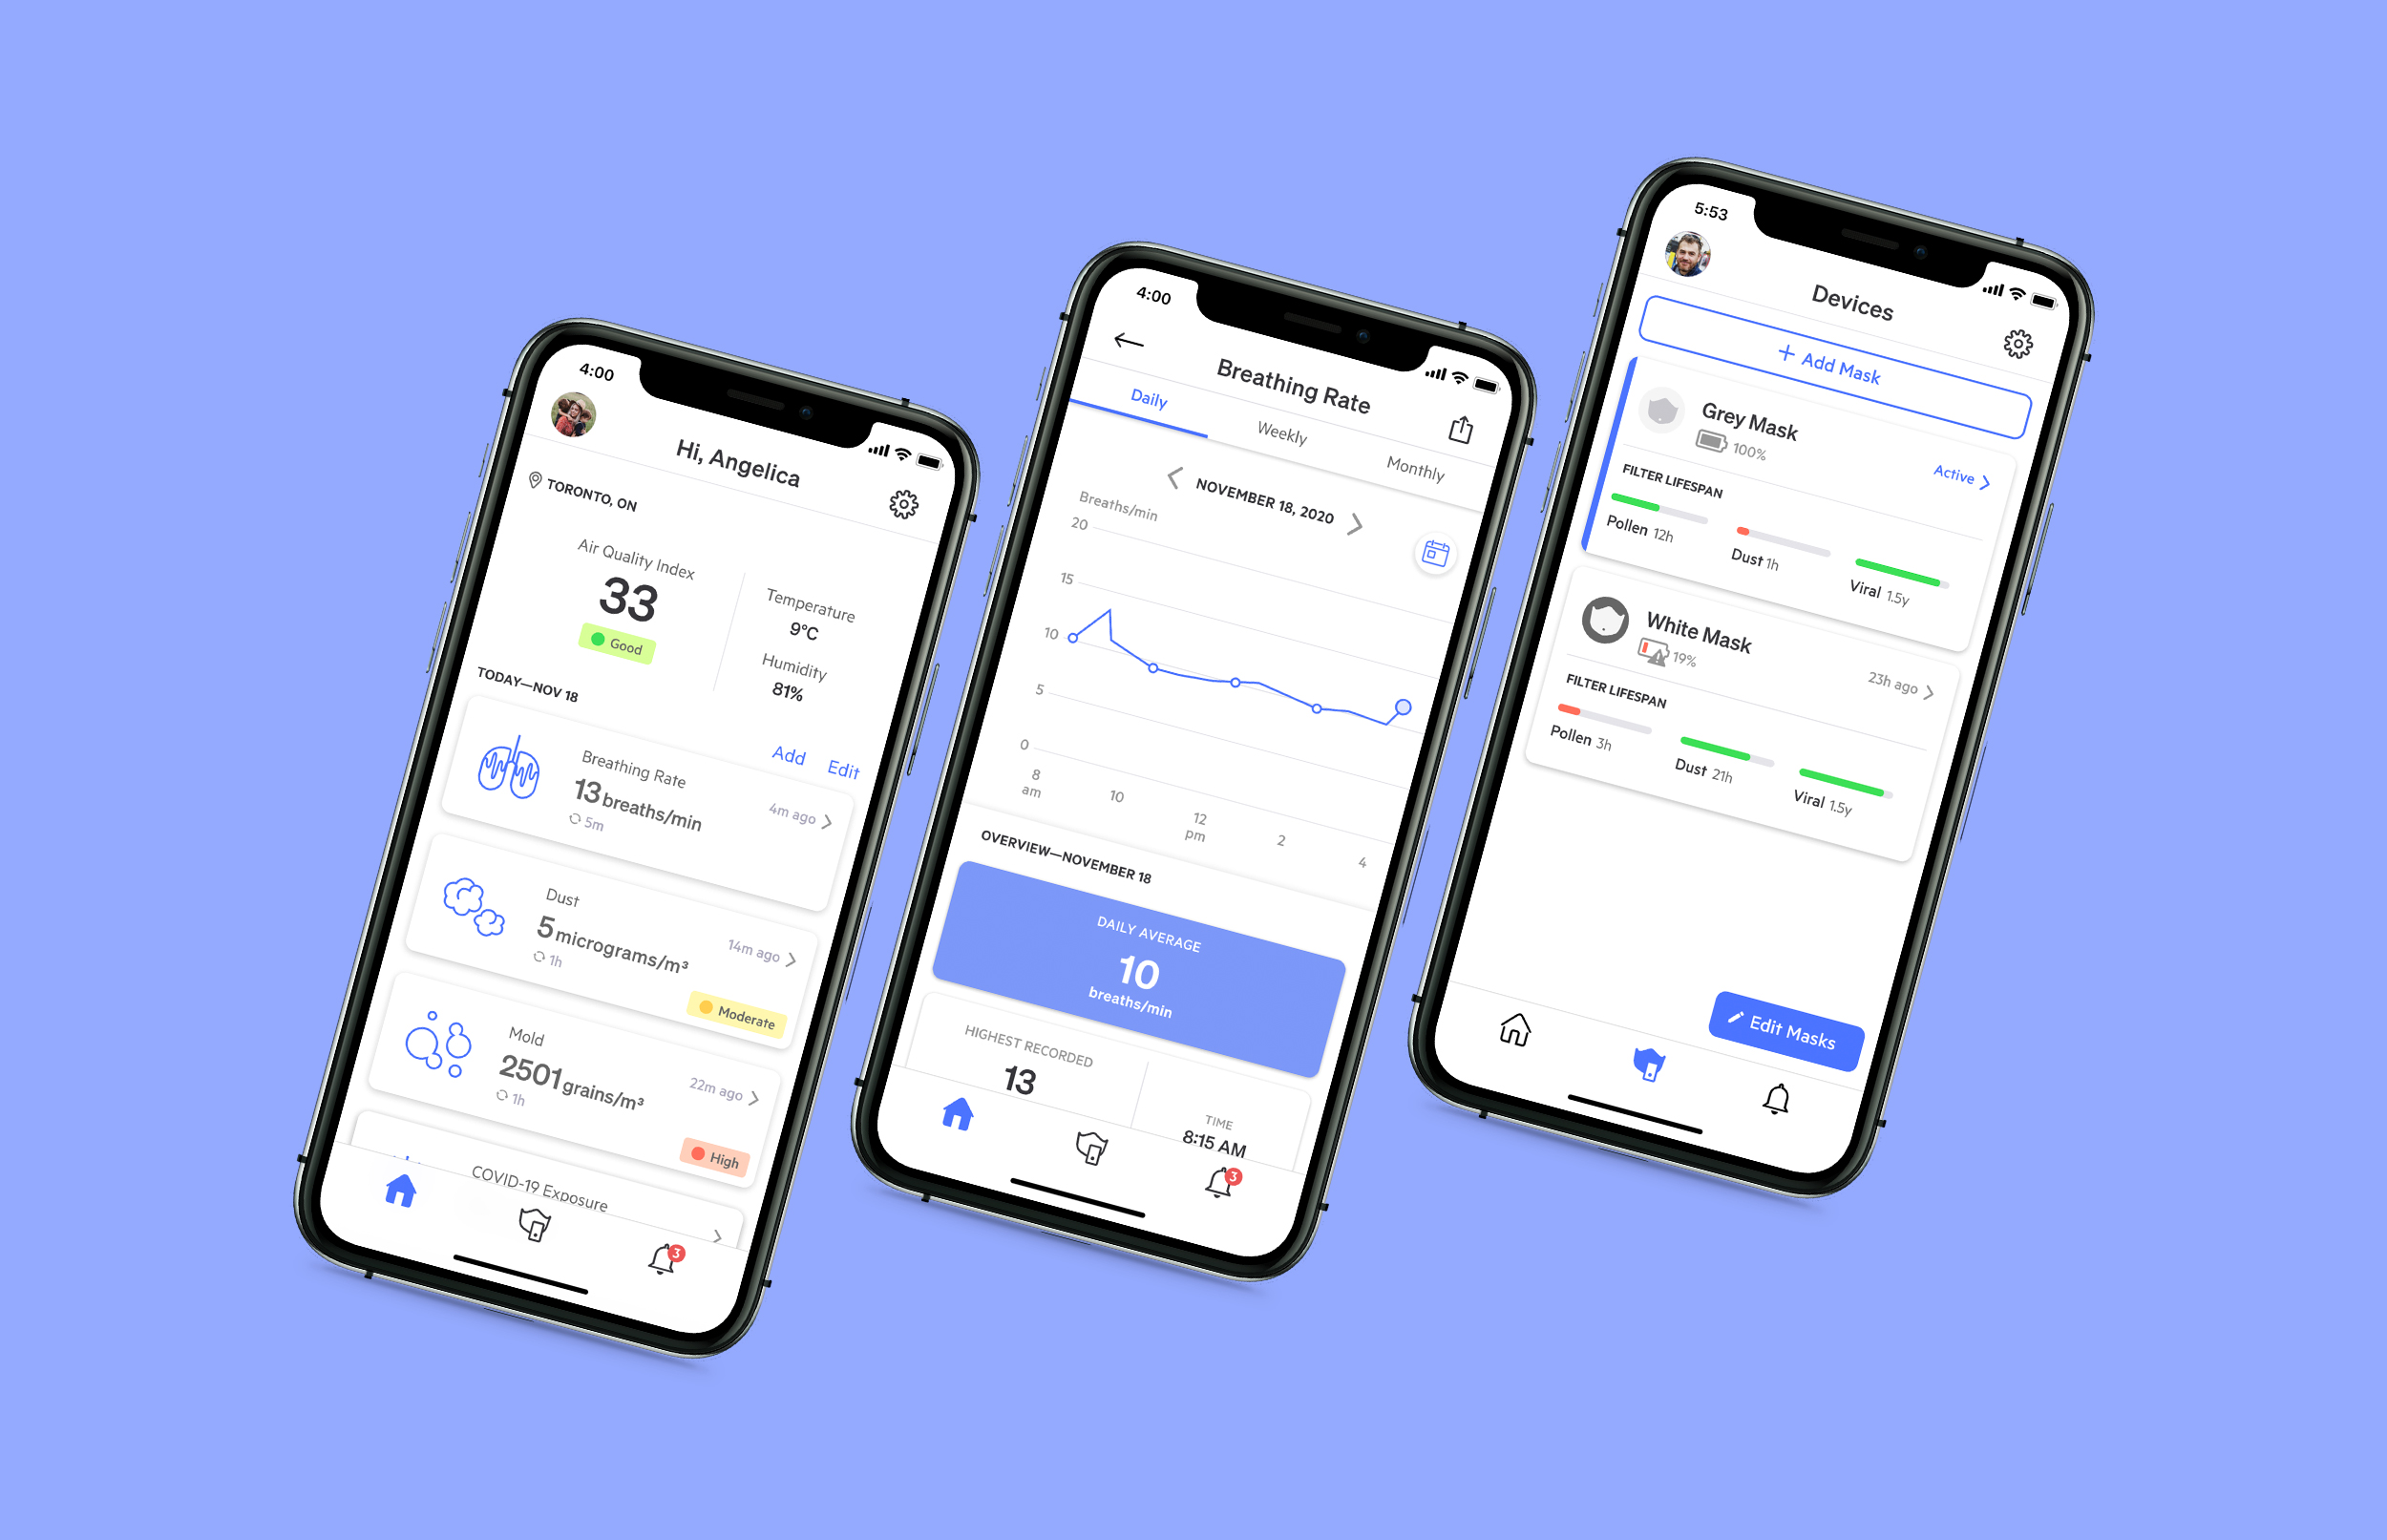 4:00
Hi, Angelica
TORONTO, ON
Air Quality Index
33
Good
Temperature
9°C
Humidity
81%
TODAY—NOV 18
Add Edit
Breathing Rate
13 breaths/min
5m
4m ago
Dust
5 micrograms/m³
1h
14m ago
Moderate
Mold
2501 grains/m³
1h
22m ago
High
COVID-19 Exposure
3
4:00
Breathing Rate
Daily
Weekly
Monthly
NOVEMBER 18, 2020
Breaths/min
20
15
10
5
0
8 am
10
12 pm
2
4
OVERVIEW—NOVEMBER 18
DAILY AVERAGE
10
breaths/min
HIGHEST RECORDED
13
TIME
8:15 AM
3
5:53
Devices
+ Add Mask
Grey Mask
100%
Active
FILTER LIFESPAN
Pollen 12h
Dust 1h
Viral 1.5y
White Mask
19%
23h ago
FILTER LIFESPAN
Pollen 3h
Dust 21h
Viral 1.5y
Edit Masks